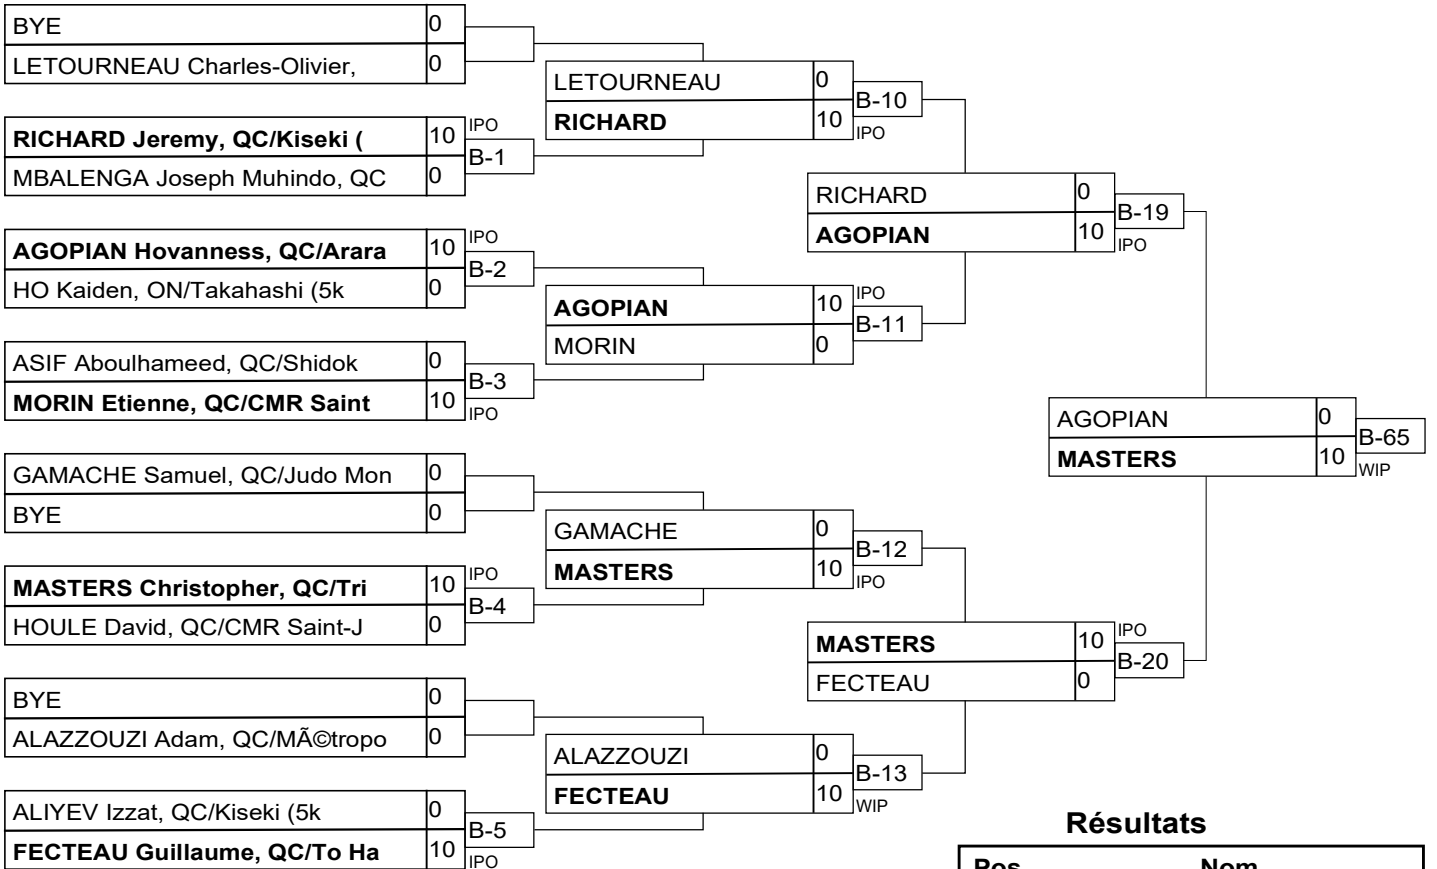 BYE 0
LETOURNEAU Charles-Olivier, 0
RICHARD Jeremy, QC/Kiseki ( 10 IPO
B-1
MBALENGA Joseph Muhindo, QC 0
AGOPIAN Hovanness, QC/Arara 10 IPO
B-2
HO Kaiden, ON/Takahashi (5k 0
ASIF Aboulhameed, QC/Shidok 0
B-3
MORIN Etienne, QC/CMR Saint 10 IPO
GAMACHE Samuel, QC/Judo Mon 0
BYE 0
MASTERS Christopher, QC/Tri 10 IPO
B-4
HOULE David, QC/CMR Saint-J 0
BYE 0
ALAZZOUZI Adam, QC/MÃ©tropo 0
ALIYEV Izzat, QC/Kiseki (5k 0
B-5
FECTEAU Guillaume, QC/To Ha 10 IPO
LETOURNEAU 0
B-10
RICHARD 10 IPO
AGOPIAN 10 IPO
B-11
MORIN 0
GAMACHE 0
B-12
MASTERS 10 IPO
ALAZZOUZI 0
B-13
FECTEAU 10 WIP
RICHARD 0
B-19
AGOPIAN 10 IPO
MASTERS 10 IPO
B-20
FECTEAU 0
AGOPIAN 0
B-65
MASTERS 10 WIP
Résultats
Pos Nom